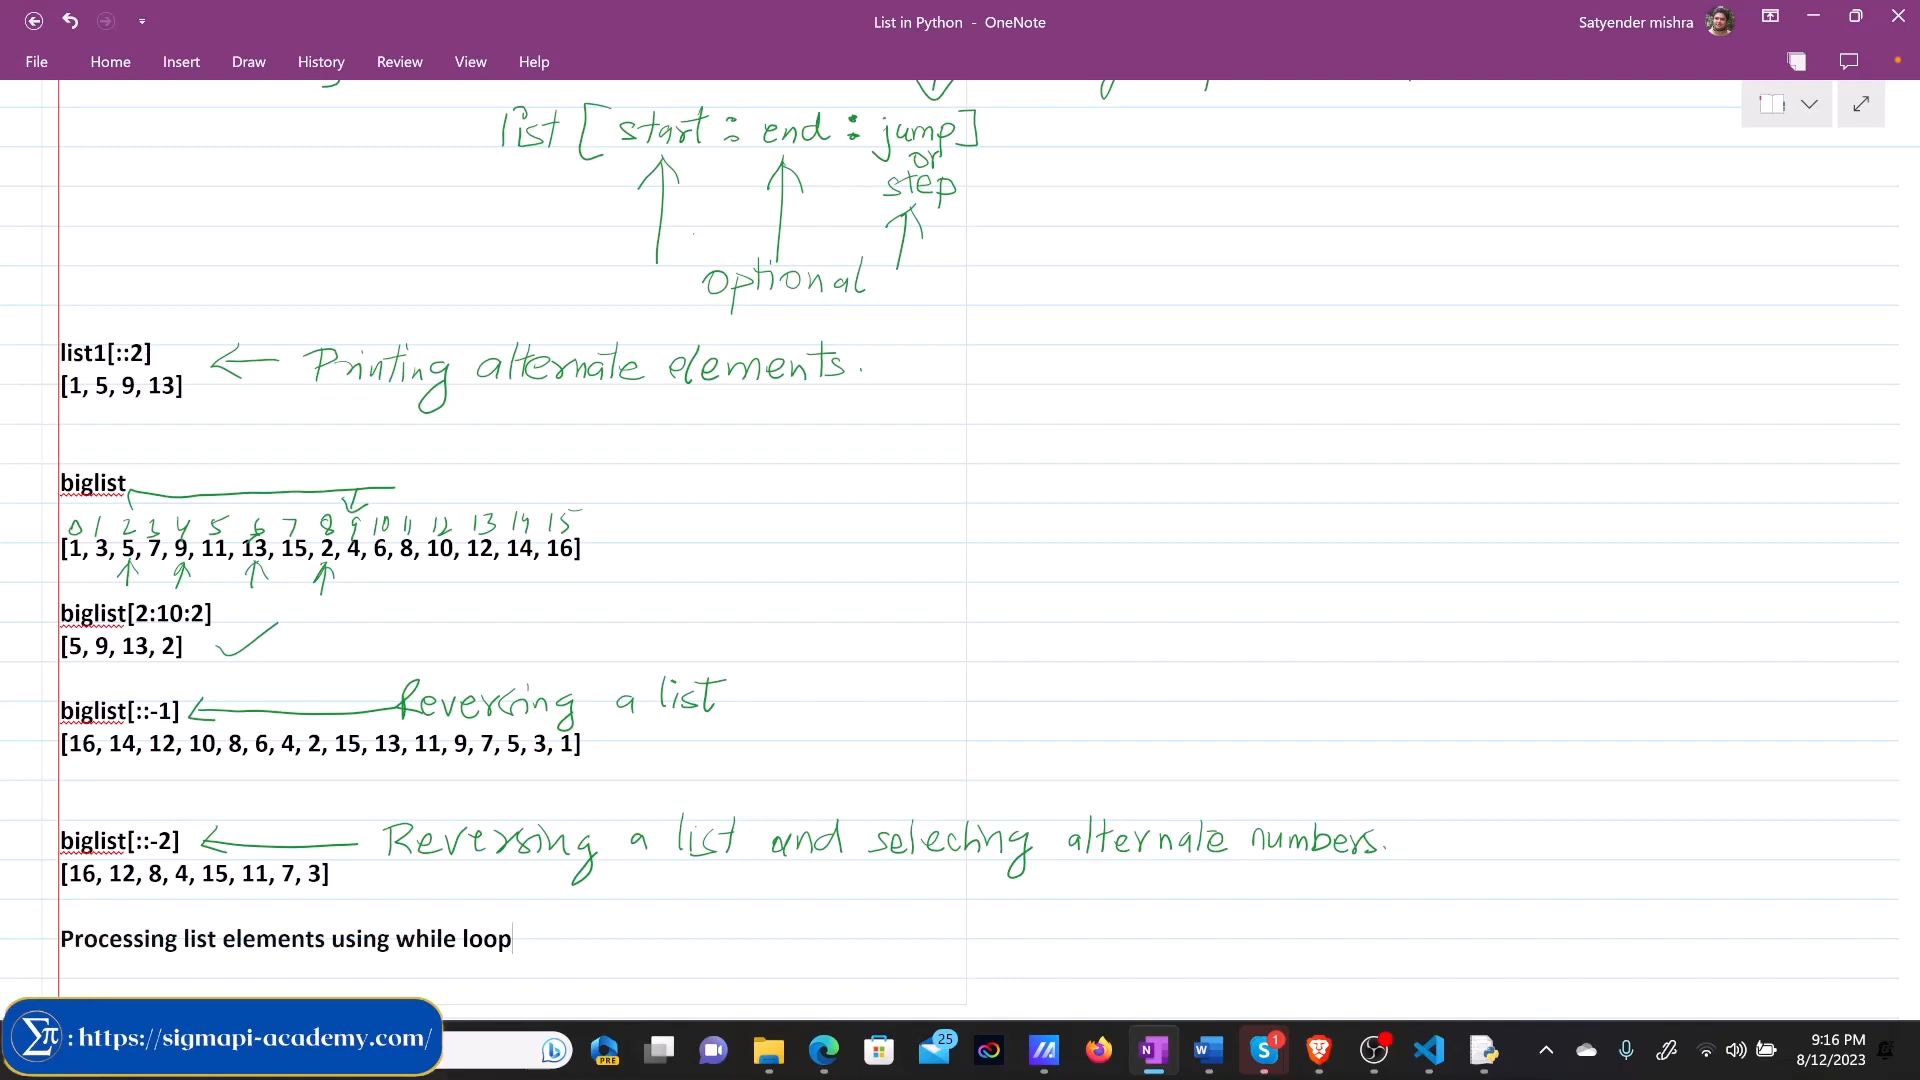 List in Python - OneNote
Satyender mishra
File Home Insert Draw History Review View Help
list [ start : end : jump ]
or
step
optional
list1[::2]
← Printing alternate elements.
[1, 5, 9, 13]
biglist
0 1 2 3 4 5 6 7 8 9 10 11 12 13 14 15
[1, 3, 5, 7, 9, 11, 13, 15, 2, 4, 6, 8, 10, 12, 14, 16]
biglist[2:10:2]
[5, 9, 13, 2]
biglist[::-1] ← Reversing a list
[16, 14, 12, 10, 8, 6, 4, 2, 15, 13, 11, 9, 7, 5, 3, 1]
biglist[::-2] ← Reversing a list and selecting alternate numbers.
[16, 12, 8, 4, 15, 11, 7, 3]
Processing list elements using while loop
Σπ : https://sigmapi-academy.com/
PRE
25
N
W
S
1
9:16 PM
8/12/2023